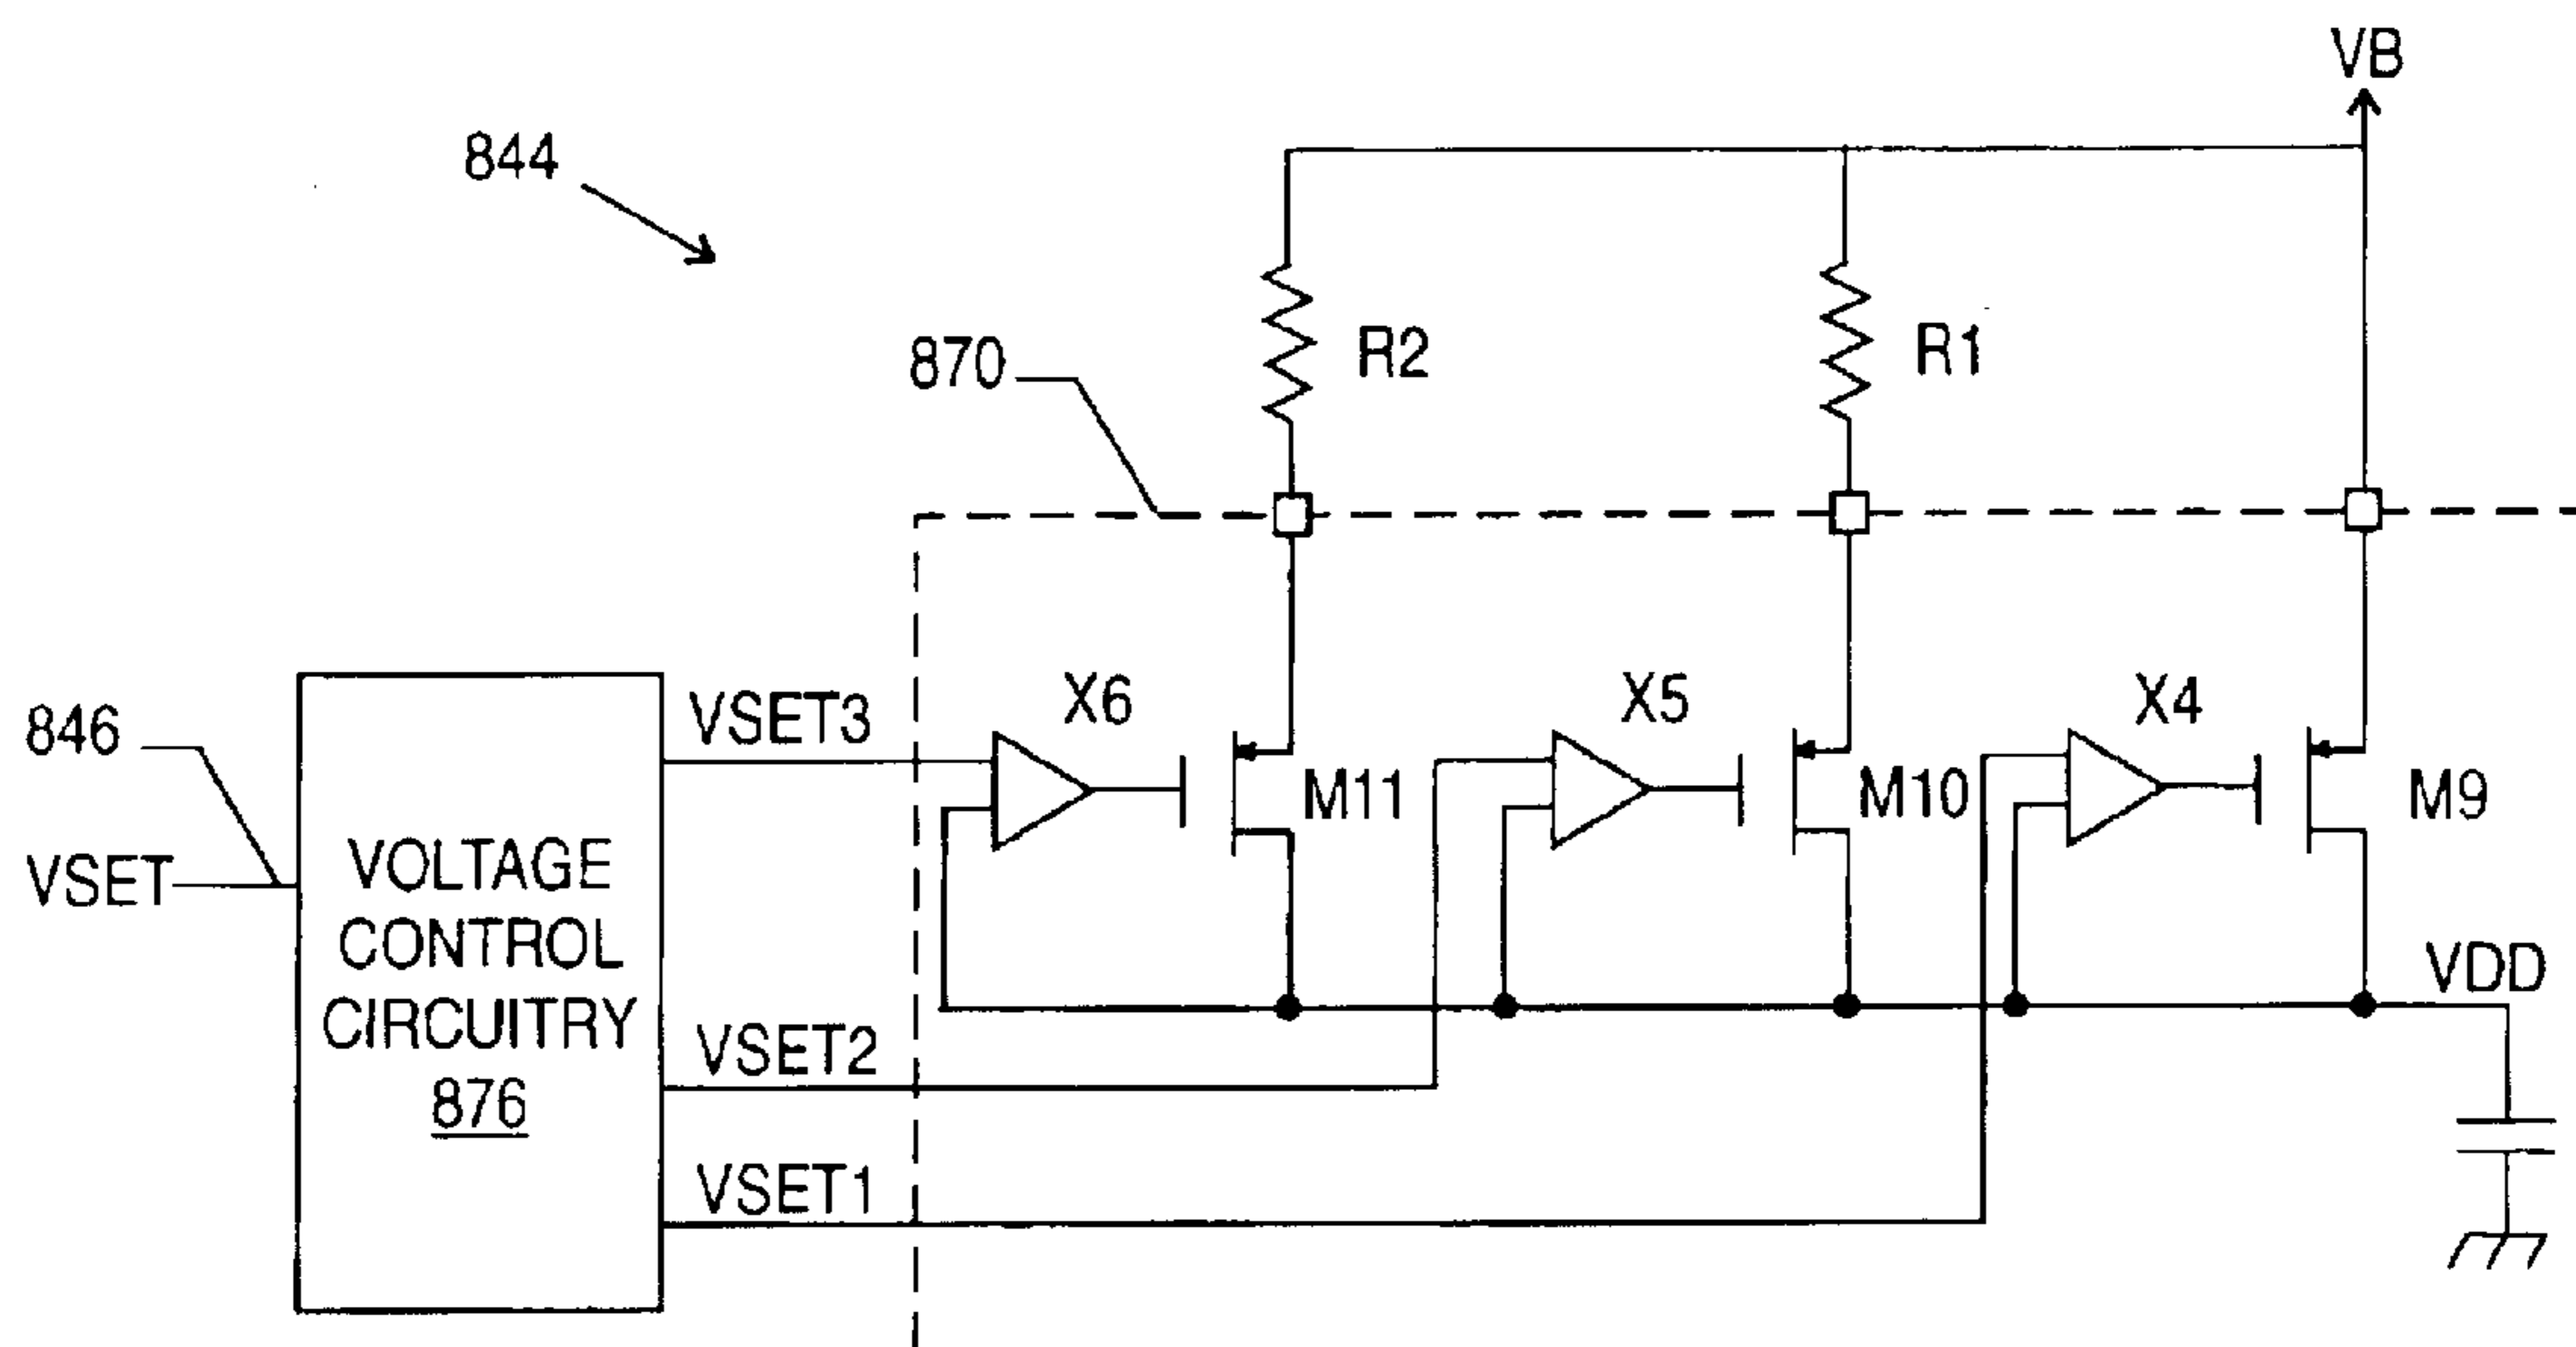 VB
844
870
R2
R1
846
VSET
VOLTAGE
CONTROL
CIRCUITRY
876
VSET3
VSET2
VSET1
X6
M11
X5
M10
X4
M9
VDD